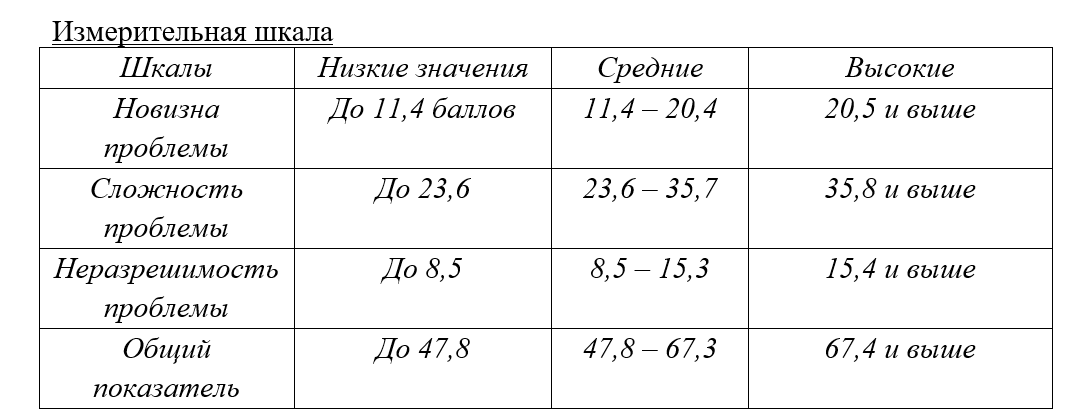 Измерительная шкала
Шкалы Низкие значения Средние Высокие
Новизна До 11,4 баллов 11,4 – 20,4 20,5 и выше
проблемы
Сложность До 23,6 23,6 – 35,7 35,8 и выше
проблемы
Неразрешимость До 8,5 8,5 – 15,3 15,4 и выше
проблемы
Общий До 47,8 47,8 – 67,3 67,4 и выше
показатель